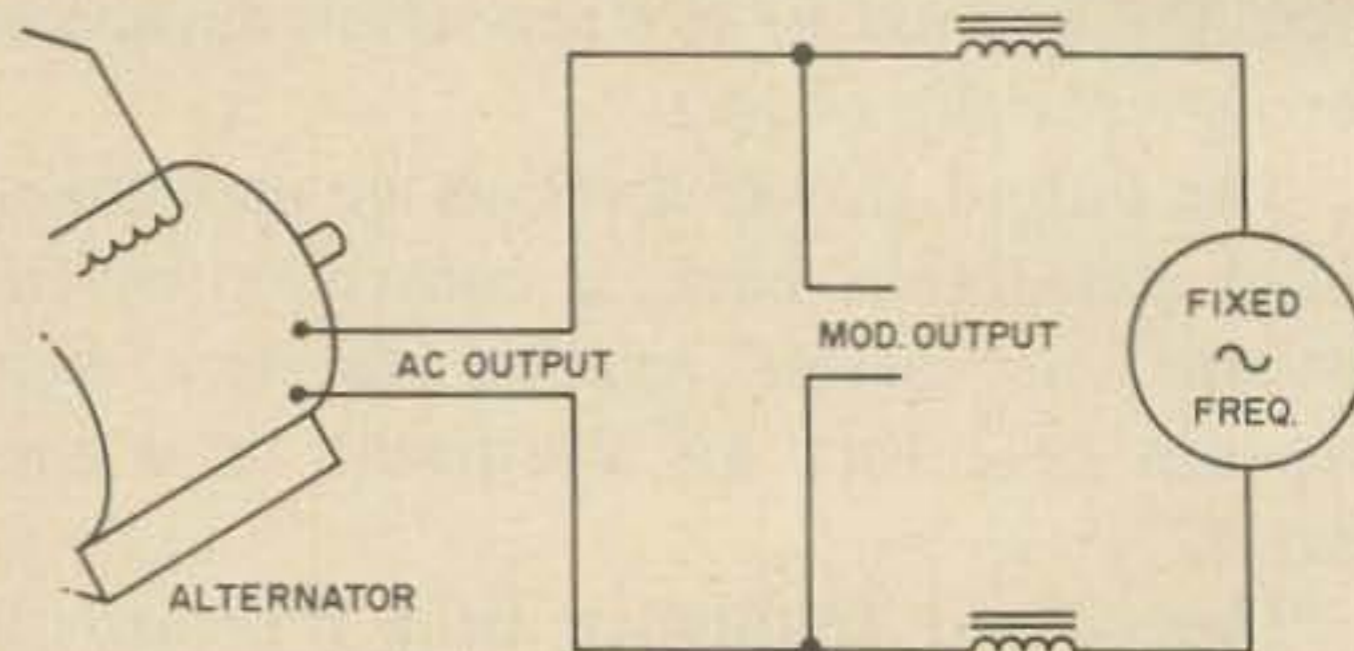 AC OUTPUT
MOD. OUTPUT
FIXED
FREQ.
ALTERNATOR